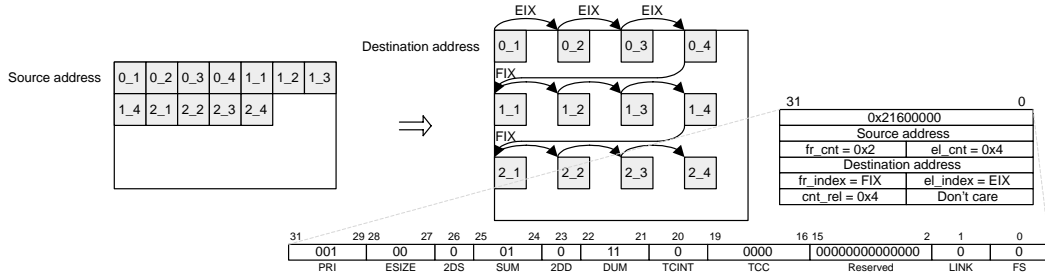 EIX EIX EIX
Destination address
0_1 0_2 0_3 0_4
Source address
0_1 0_2 0_3 0_4 1_1 1_2 1_3
1_4 2_1 2_2 2_3 2_4
FIX
1_1 1_2 1_3 1_4
FIX
2_1 2_2 2_3 2_4
31 0
0x21600000
Source address
fr_cnt = 0x2 el_cnt = 0x4
Destination address
fr_index = FIX el_index = EIX
cnt_rel = 0x4 Don't care
31 29 28 27 26 25 24 23 22 21 20 19 16 15 2 1 0
001 00 0 01 0 11 0 0000 00000000000000 0 0
PRI ESIZE 2DS SUM 2DD DUM TCINT TCC Reserved LINK FS